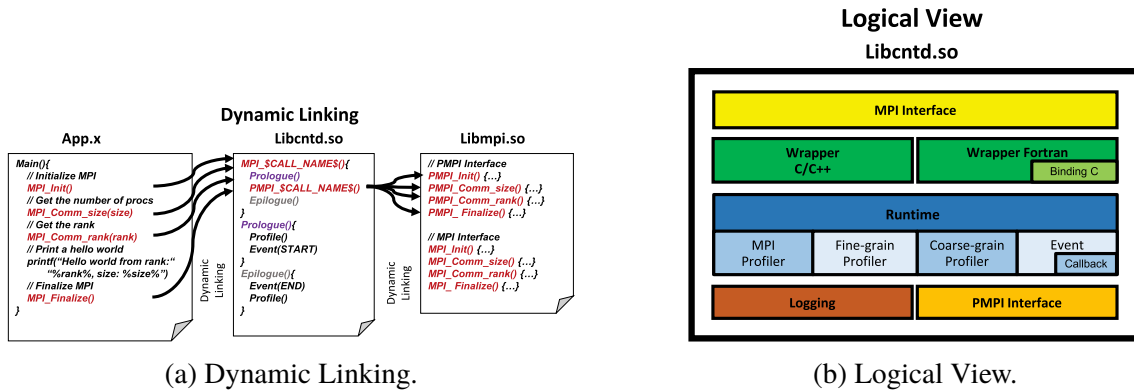 Dynamic Linking
App.x
Main(){
// Initialize MPI
MPI_Init()
// Get the number of procs
MPI_Comm_size(size)
// Get the rank
MPI_Comm_rank(rank)
// Print a hello world
printf(“Hello world from rank:“
“%rank%, size: %size%”)
// Finalize MPI
MPI_Finalize()
}
Dynamic
Linking
Libcntd.so
MPI_$CALL_NAME$(){
Prologue()
PMPI_$CALL_NAME$()
Epilogue()
}
Prologue(){
Profile()
Event(START)
}
Epilogue(){
Event(END)
Profile()
}
Dynamic
Linking
Libmpi.so
// PMPI Interface
PMPI_Init() {…}
PMPI_Comm_size() {…}
PMPI_Comm_rank() {…}
PMPI_ Finalize() {…}
// MPI Interface
MPI_Init() {…}
MPI_Comm_size() {…}
MPI_Comm_rank() {…}
MPI_ Finalize() {…}
(a) Dynamic Linking.
Logical View
Libcntd.so
MPI Interface
Wrapper
C/C++
Wrapper Fortran
Binding C
Runtime
MPI
Profiler
Fine-grain
Profiler
Coarse-grain
Profiler
Event
Callback
Logging
PMPI Interface
(b) Logical View.